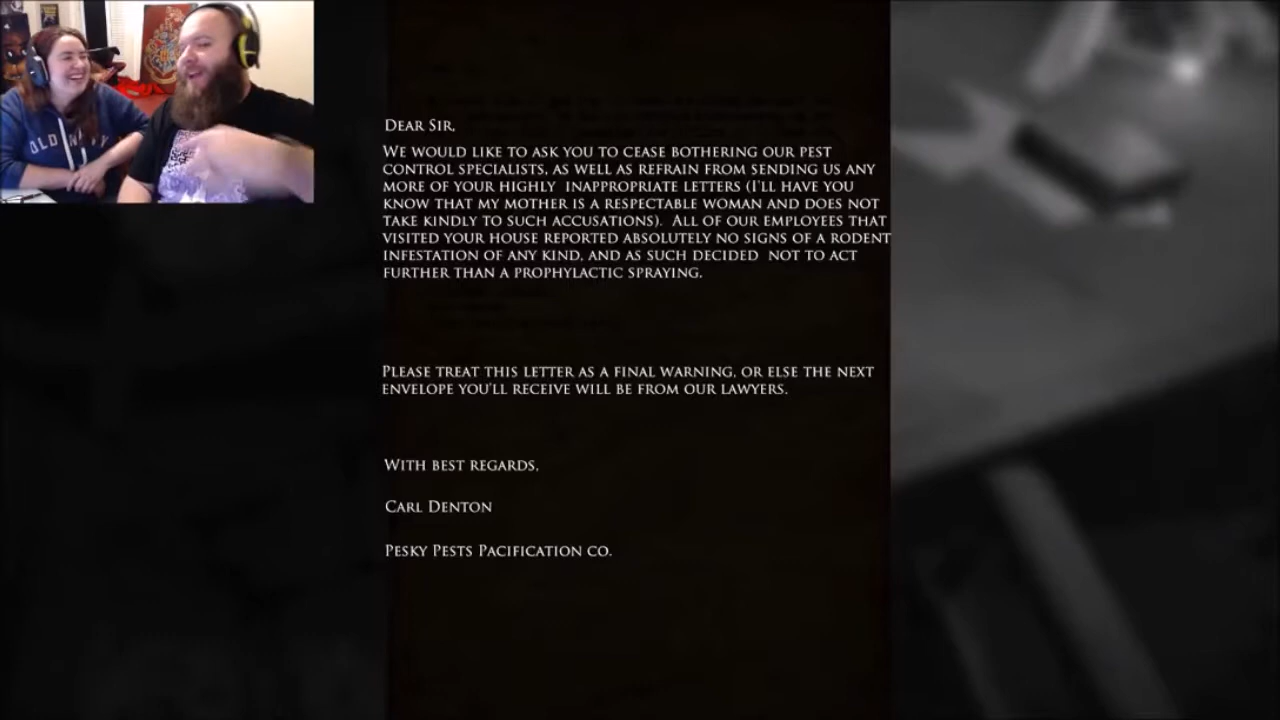 OLD NAVY
DEAR SIR,
WE WOULD LIKE TO ASK YOU TO CEASE BOTHERING OUR PEST
CONTROL SPECIALISTS, AS WELL AS REFRAIN FROM SENDING US ANY
MORE OF YOUR HIGHLY INAPPROPRIATE LETTERS (I'LL HAVE YOU
KNOW THAT MY MOTHER IS A RESPECTABLE WOMAN AND DOES NOT
TAKE KINDLY TO SUCH ACCUSATIONS). ALL OF OUR EMPLOYEES THAT
VISITED YOUR HOUSE REPORTED ABSOLUTELY NO SIGNS OF A RODENT
INFESTATION OF ANY KIND, AND AS SUCH DECIDED NOT TO ACT
FURTHER THAN A PROPHYLACTIC SPRAYING.
PLEASE TREAT THIS LETTER AS A FINAL WARNING, OR ELSE THE NEXT
ENVELOPE YOU'LL RECEIVE WILL BE FROM OUR LAWYERS.
WITH BEST REGARDS,
CARL DENTON
PESKY PESTS PACIFICATION CO.